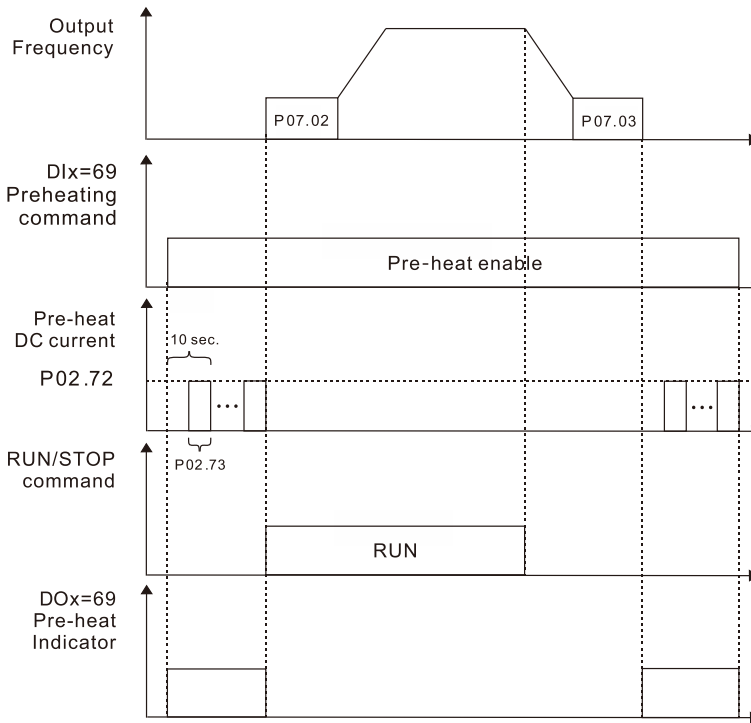 Output
Frequency
P07.02
P07.03
DIx=69
Preheating
command
Pre-heat enable
Pre-heat
DC current
10 sec.
P02.72
P02.73
RUN/STOP
command
RUN
DOx=69
Pre-heat
Indicator